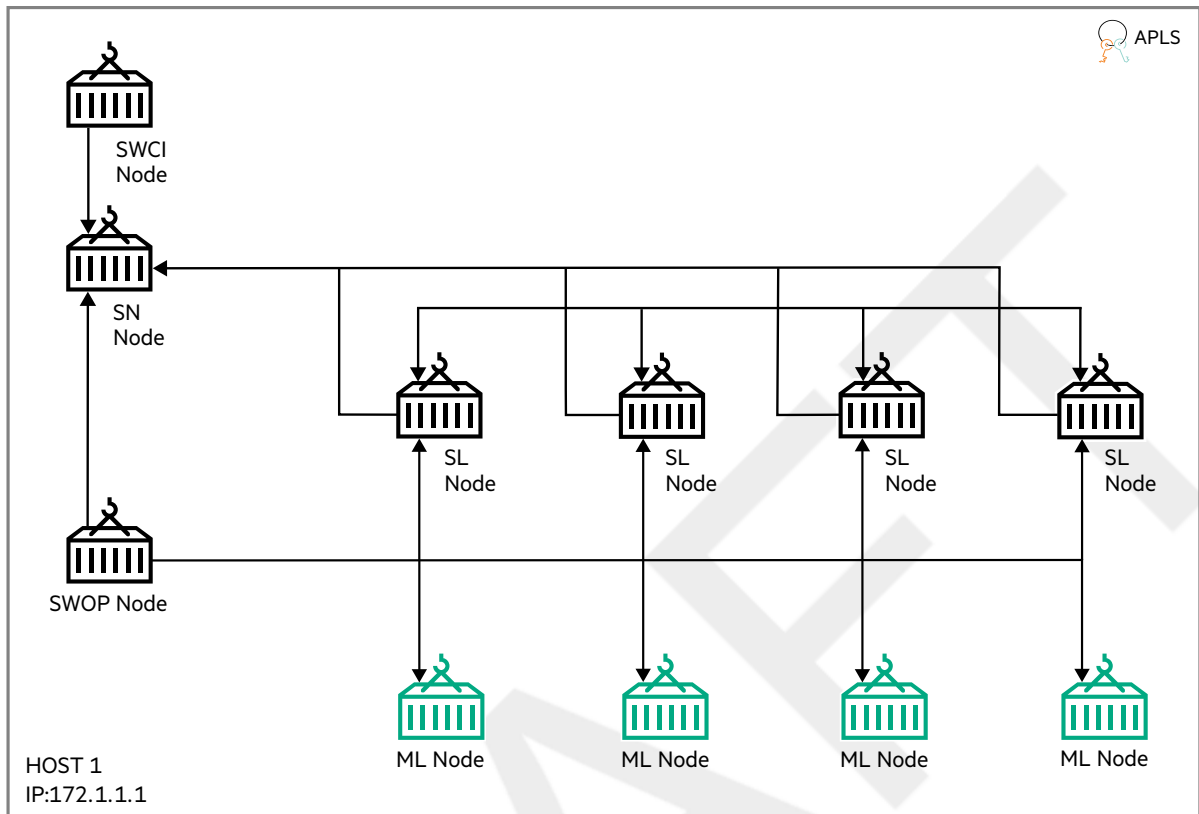 APLS
SWCI
Node
SN
Node
SL
Node
SL
Node
SL
Node
SL
Node
SWOP Node
ML Node
ML Node
ML Node
ML Node
HOST 1
IP:172.1.1.1